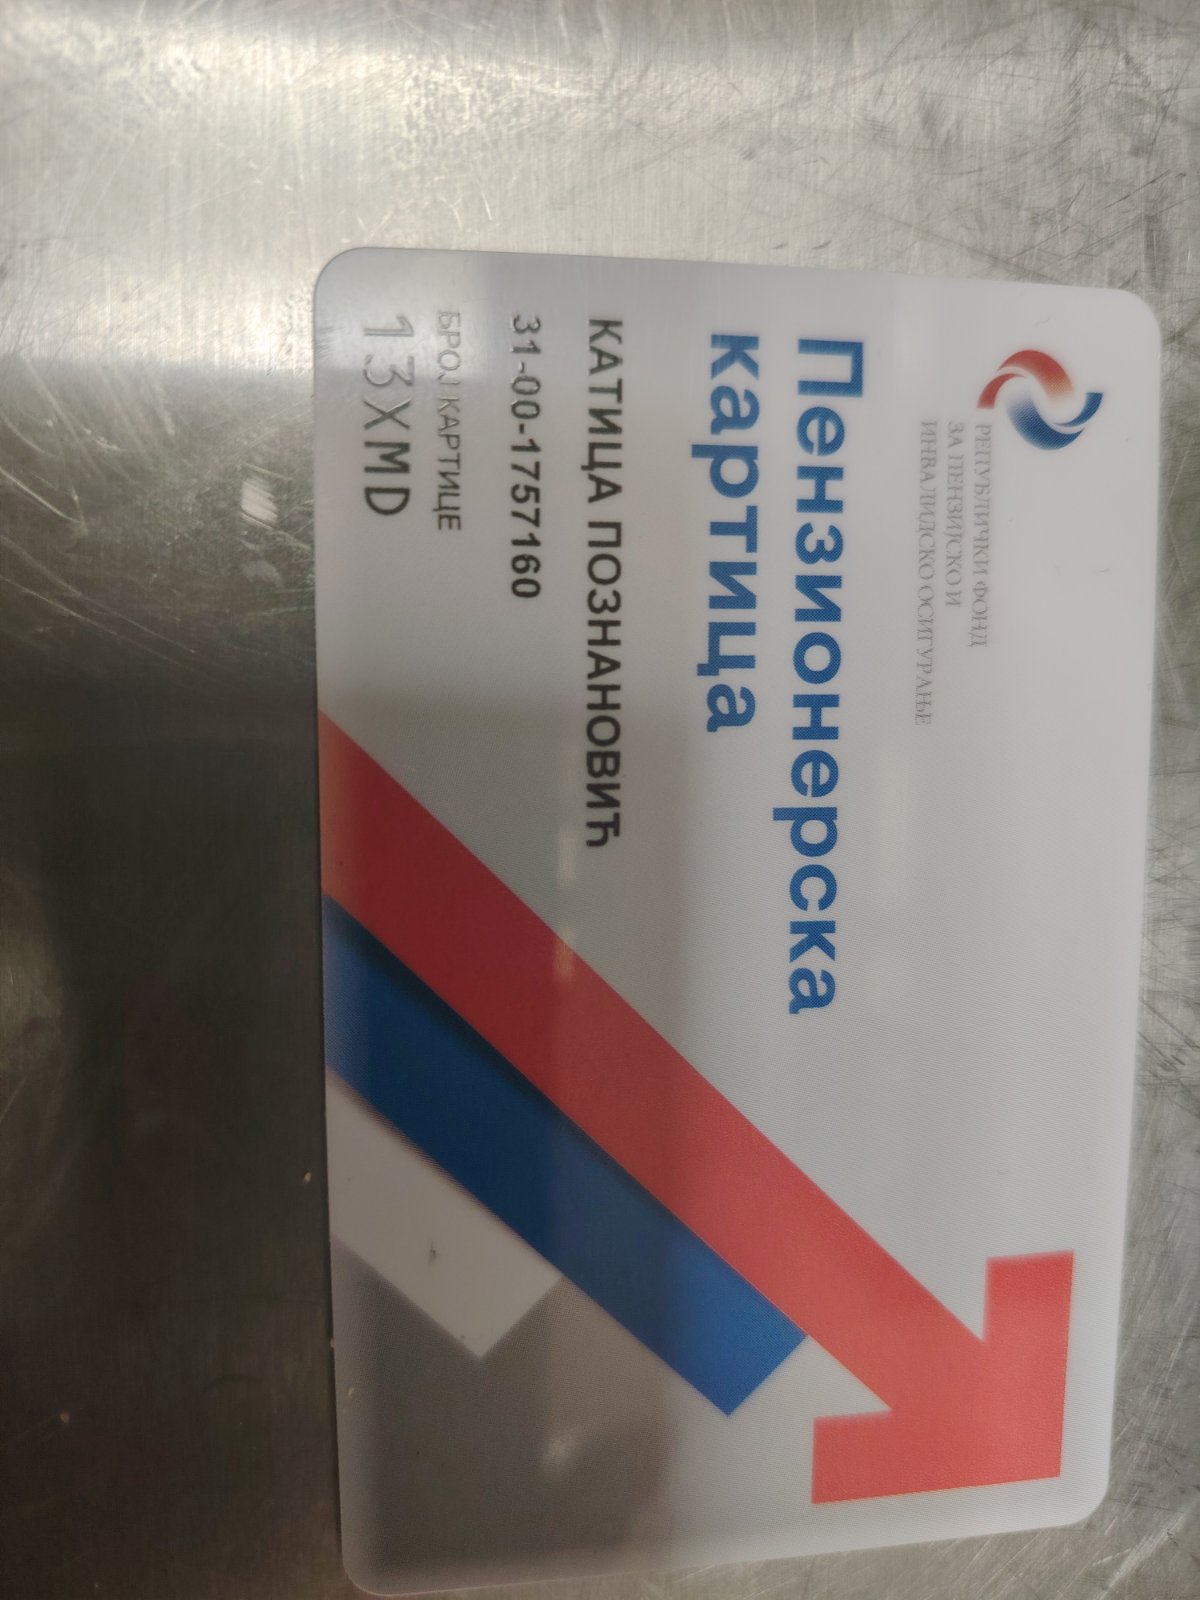 РЕПУБЛИЧКИ ФОНД
ЗА ПЕНЗИЈСКО И
ИНВАЛИДСКО ОСИГУРАЊЕ
Пензионерска
картица
КАТИЦА ПОЗНАНОВИЋ
31-00-1757160
БРОЈ КАРТИЦЕ
13XMD